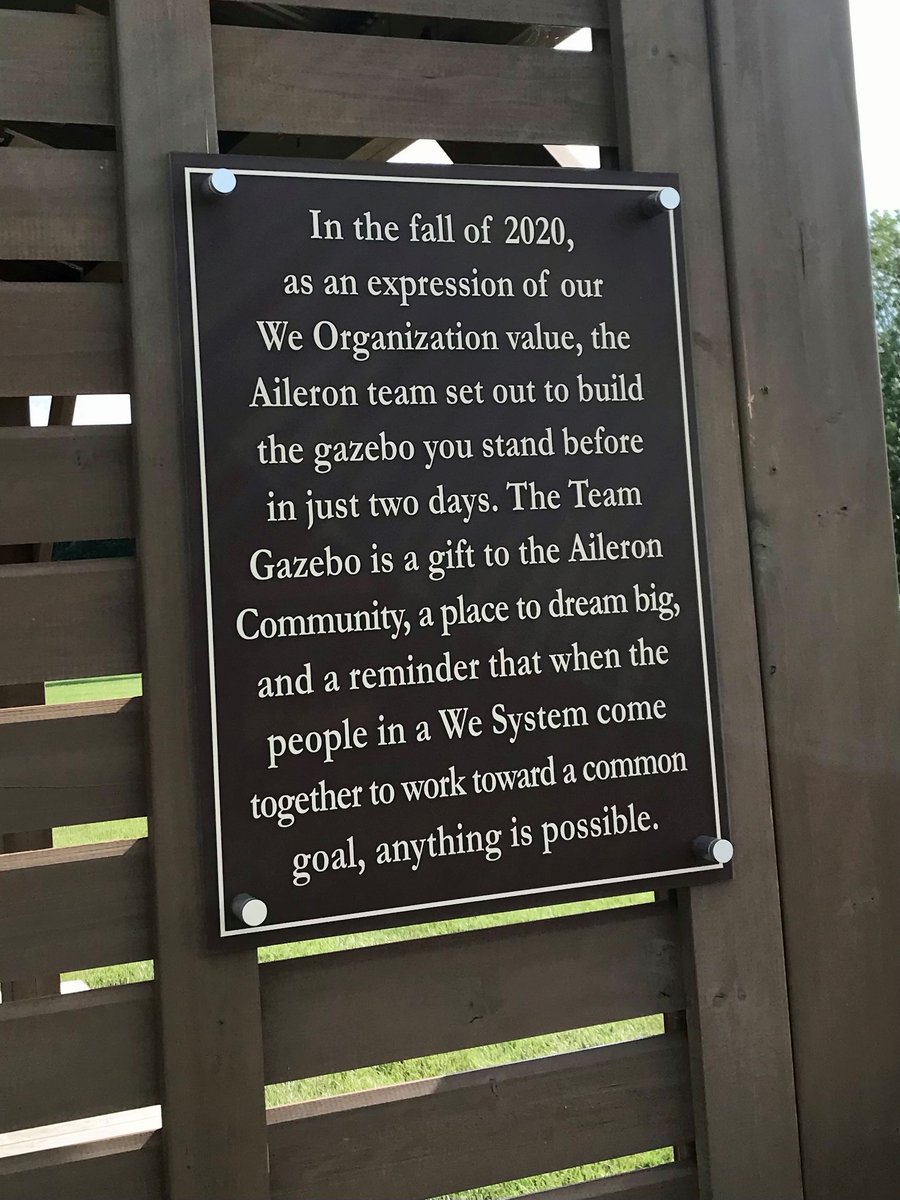 In the fall of 2020,
as an expression of our
We Organization value, the
Aileron team set out to build
the gazebo you stand before
in just two days. The Team
Gazebo is a gift to the Aileron
Community, a place to dream big,
and a reminder that when the
people in a We System come
together to work toward a common
goal, anything is possible.